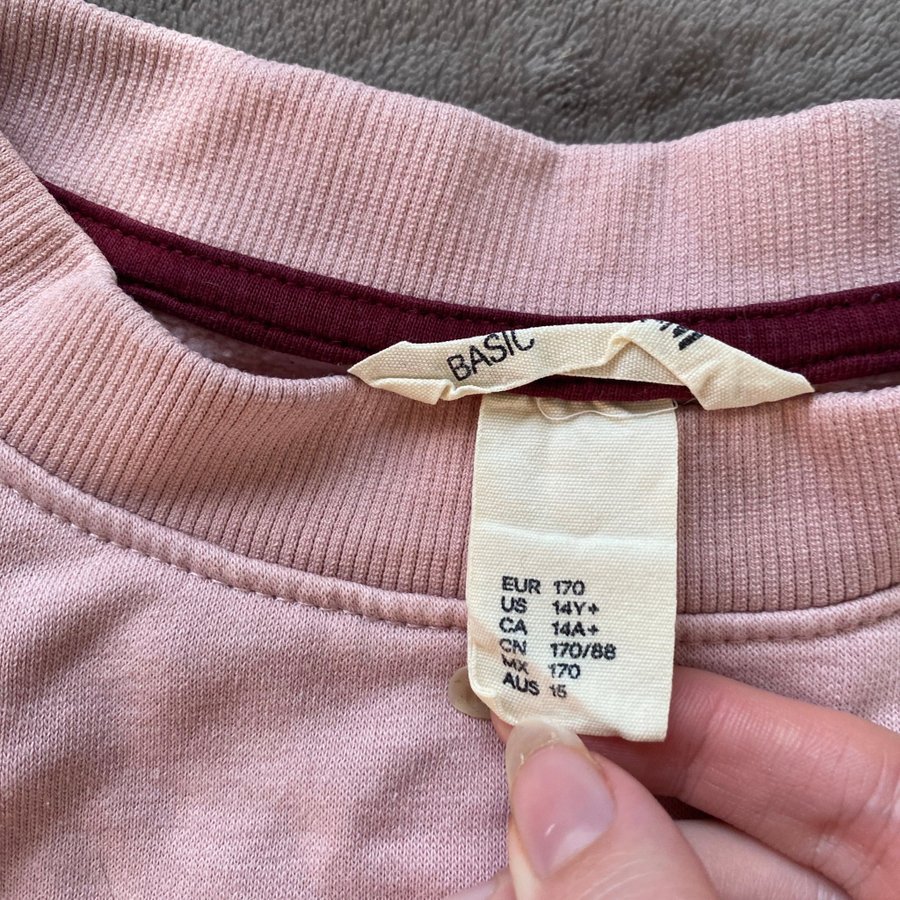 BASIC
EUR 170
US 14Y+
CA 14A+
CN 170/88
MX 170
AUS 15